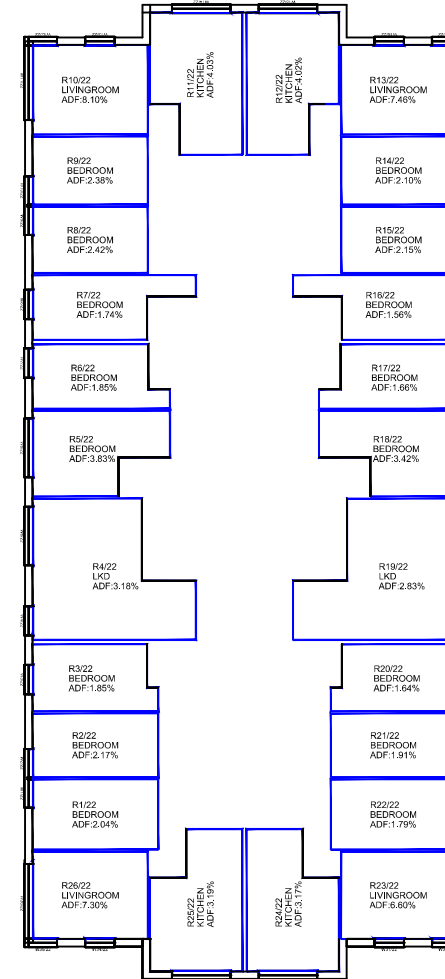 R10/22
LIVINGROOM
ADF:8.10%
R11/22
KITCHEN
ADF:4.03%
R12/22
KITCHEN
ADF:4.02%
R13/22
LIVINGROOM
ADF:7.46%
R9/22
BEDROOM
ADF:2.38%
R14/22
BEDROOM
ADF:2.10%
R8/22
BEDROOM
ADF:2.42%
R15/22
BEDROOM
ADF:2.15%
R7/22
BEDROOM
ADF:1.74%
R16/22
BEDROOM
ADF:1.56%
R6/22
BEDROOM
ADF:1.85%
R17/22
BEDROOM
ADF:1.66%
R5/22
BEDROOM
ADF:3.83%
R18/22
BEDROOM
ADF:3.42%
R4/22
LKD
ADF:3.18%
R19/22
LKD
ADF:2.83%
R3/22
BEDROOM
ADF:1.85%
R20/22
BEDROOM
ADF:1.64%
R2/22
BEDROOM
ADF:2.17%
R21/22
BEDROOM
ADF:1.91%
R1/22
BEDROOM
ADF:2.04%
R22/22
BEDROOM
ADF:1.79%
R26/22
LIVINGROOM
ADF:7.30%
R25/22
KITCHEN
ADF:3.19%
R24/22
KITCHEN
ADF:3.17%
R23/22
LIVINGROOM
ADF:6.60%